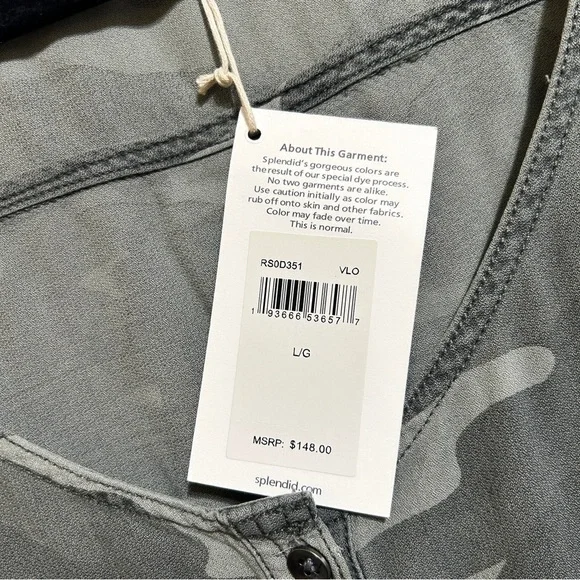 About This Garment:
Splendid's gorgeous colors are
the result of our special dye process.
No two garments are alike.
Use caution initially as color may
rub off onto skin and other fabrics.
Color may fade over time.
This is normal.
RS0D351 VLO
1 93666 53657 7
L/G
MSRP: $148.00
splendid.com